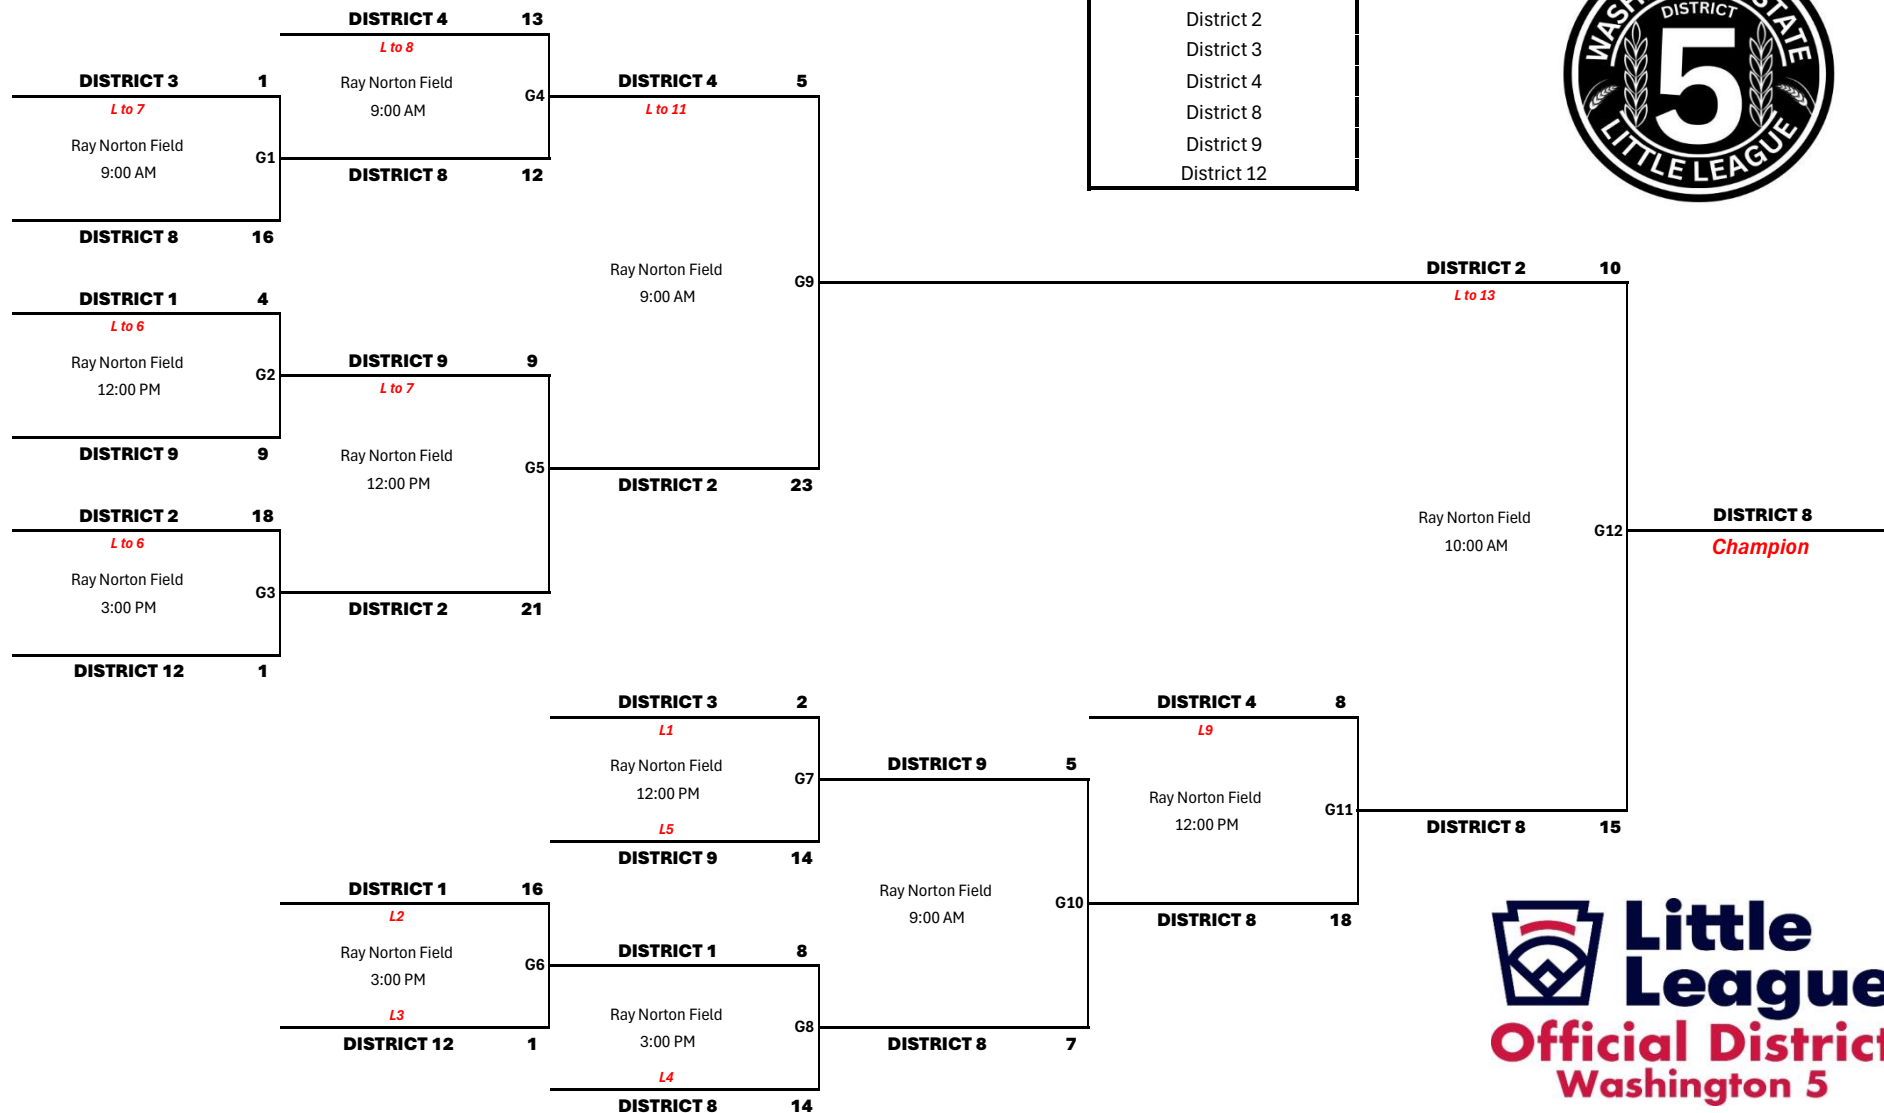 DISTRICT 4 13
L to 8
Ray Norton Field
9:00 AM
G4
DISTRICT 8 12
DISTRICT 3 1
L to 7
Ray Norton Field
9:00 AM
G1
DISTRICT 8 16
DISTRICT 4 5
L to 11
Ray Norton Field
9:00 AM
G9
DISTRICT 2 23
District 2
District 3
District 4
District 8
District 9
District 12
DISTRICT
STATE
5
LITTLE LEAGUE
DISTRICT 1 4
L to 6
Ray Norton Field
12:00 PM
G2
DISTRICT 9 9
DISTRICT 9 9
L to 7
Ray Norton Field
12:00 PM
G5
DISTRICT 2 21
DISTRICT 2 18
L to 6
Ray Norton Field
3:00 PM
G3
DISTRICT 12 1
DISTRICT 2 10
L to 13
Ray Norton Field
10:00 AM
G12
DISTRICT 8 15
DISTRICT 8
Champion
DISTRICT 3 2
L1
Ray Norton Field
12:00 PM
G7
L5
DISTRICT 9 14
DISTRICT 9 5
Ray Norton Field
9:00 AM
G10
DISTRICT 8 7
DISTRICT 4 8
L9
Ray Norton Field
12:00 PM
G11
DISTRICT 8 18
DISTRICT 1 16
L2
Ray Norton Field
3:00 PM
G6
L3
DISTRICT 12 1
DISTRICT 1 8
Ray Norton Field
3:00 PM
G8
L4
DISTRICT 8 14
Little
League
Official District
Washington 5